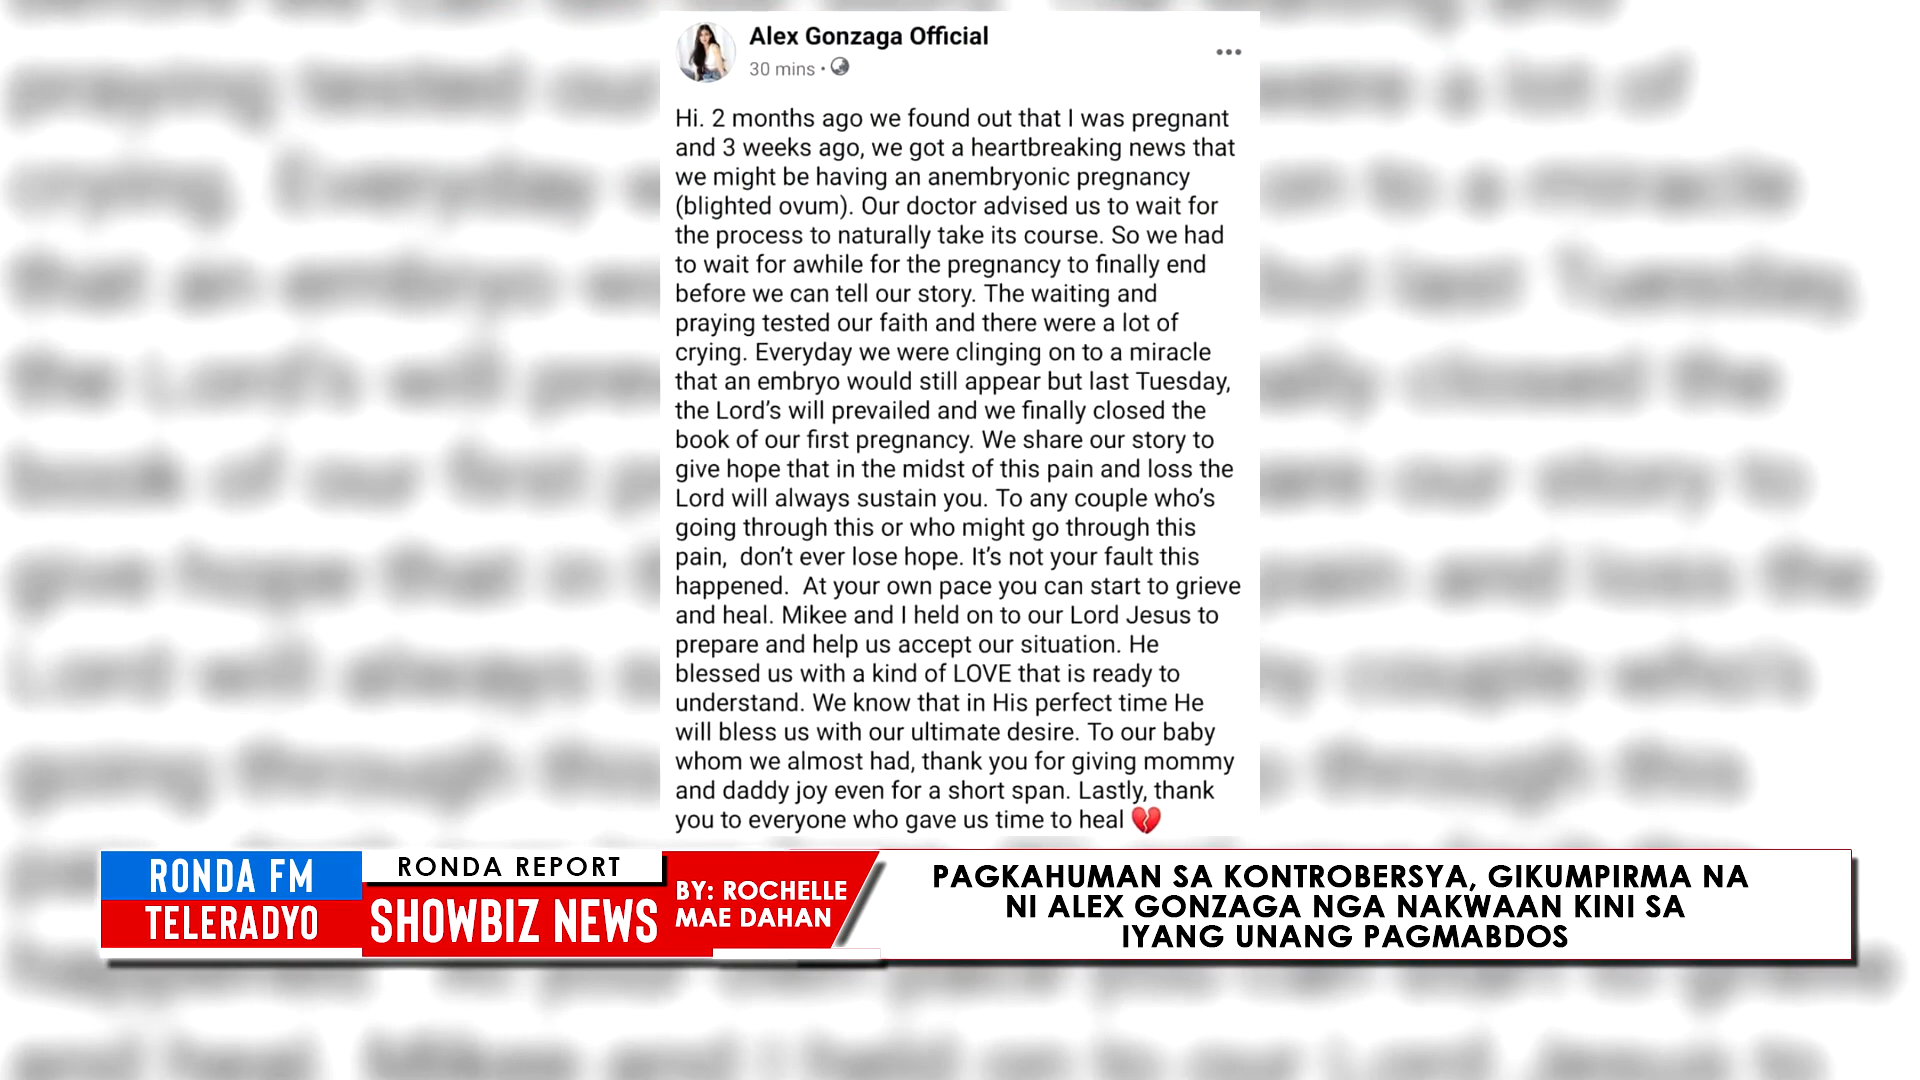 Alex Gonzaga Official
30 mins •
Hi. 2 months ago we found out that I was pregnant
and 3 weeks ago, we got a heartbreaking news that
we might be having an anembryonic pregnancy
(blighted ovum). Our doctor advised us to wait for
the process to naturally take its course. So we had
to wait for awhile for the pregnancy to finally end
before we can tell our story. The waiting and
praying tested our faith and there were a lot of
crying. Everyday we were clinging on to a miracle
that an embryo would still appear but last Tuesday,
the Lord’s will prevailed and we finally closed the
book of our first pregnancy. We share our story to
give hope that in the midst of this pain and loss the
Lord will always sustain you. To any couple who’s
going through this or who might go through this
pain,  don’t ever lose hope. It’s not your fault this
happened.  At your own pace you can start to grieve
and heal. Mikee and I held on to our Lord Jesus to
prepare and help us accept our situation. He
blessed us with a kind of LOVE that is ready to
understand. We know that in His perfect time He
will bless us with our ultimate desire. To our baby
whom we almost had, thank you for giving mommy
and daddy joy even for a short span. Lastly, thank
you to everyone who gave us time to heal 💔
RONDA FM
TELERADYO
RONDA REPORT
SHOWBIZ NEWS
BY: ROCHELLE
MAE DAHAN
PAGKAHUMAN SA KONTROBERSYA, GIKUMPIRMA NA
NI ALEX GONZAGA NGA NAKWAAN KINI SA
IYANG UNANG PAGMABDOS